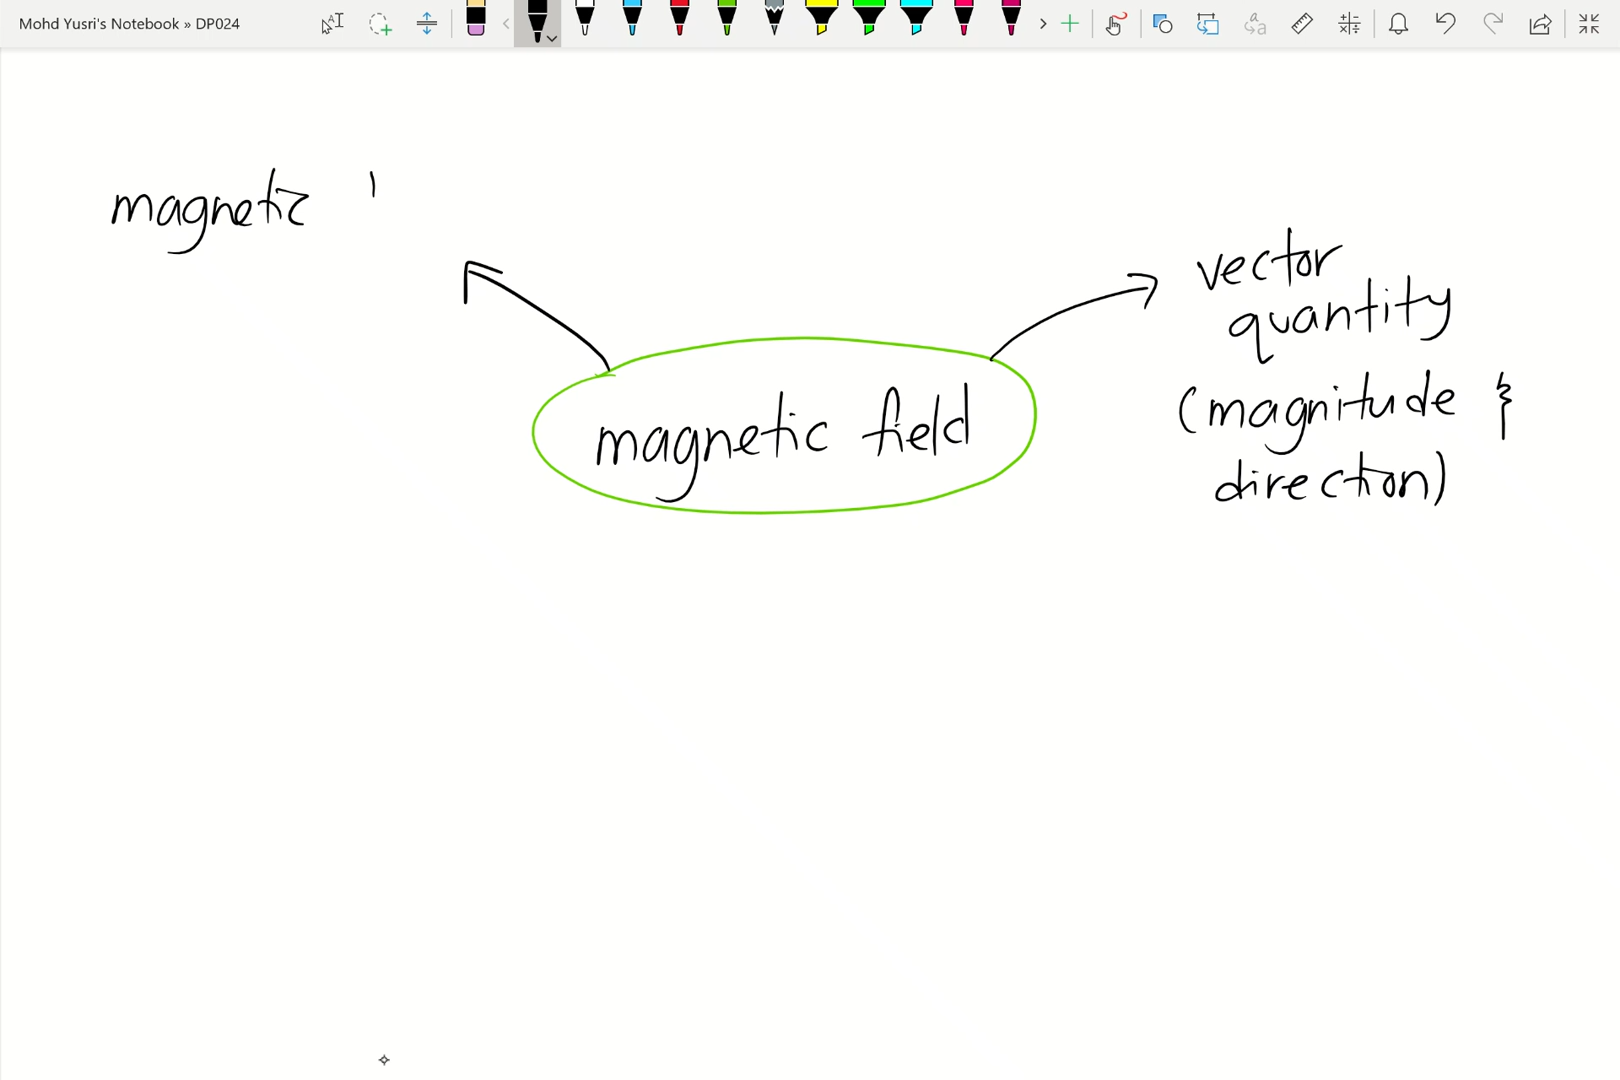 Mohd Yusri's Notebook » DP024
magnetic
vector
quantity
(magnitude &
direction)
magnetic field